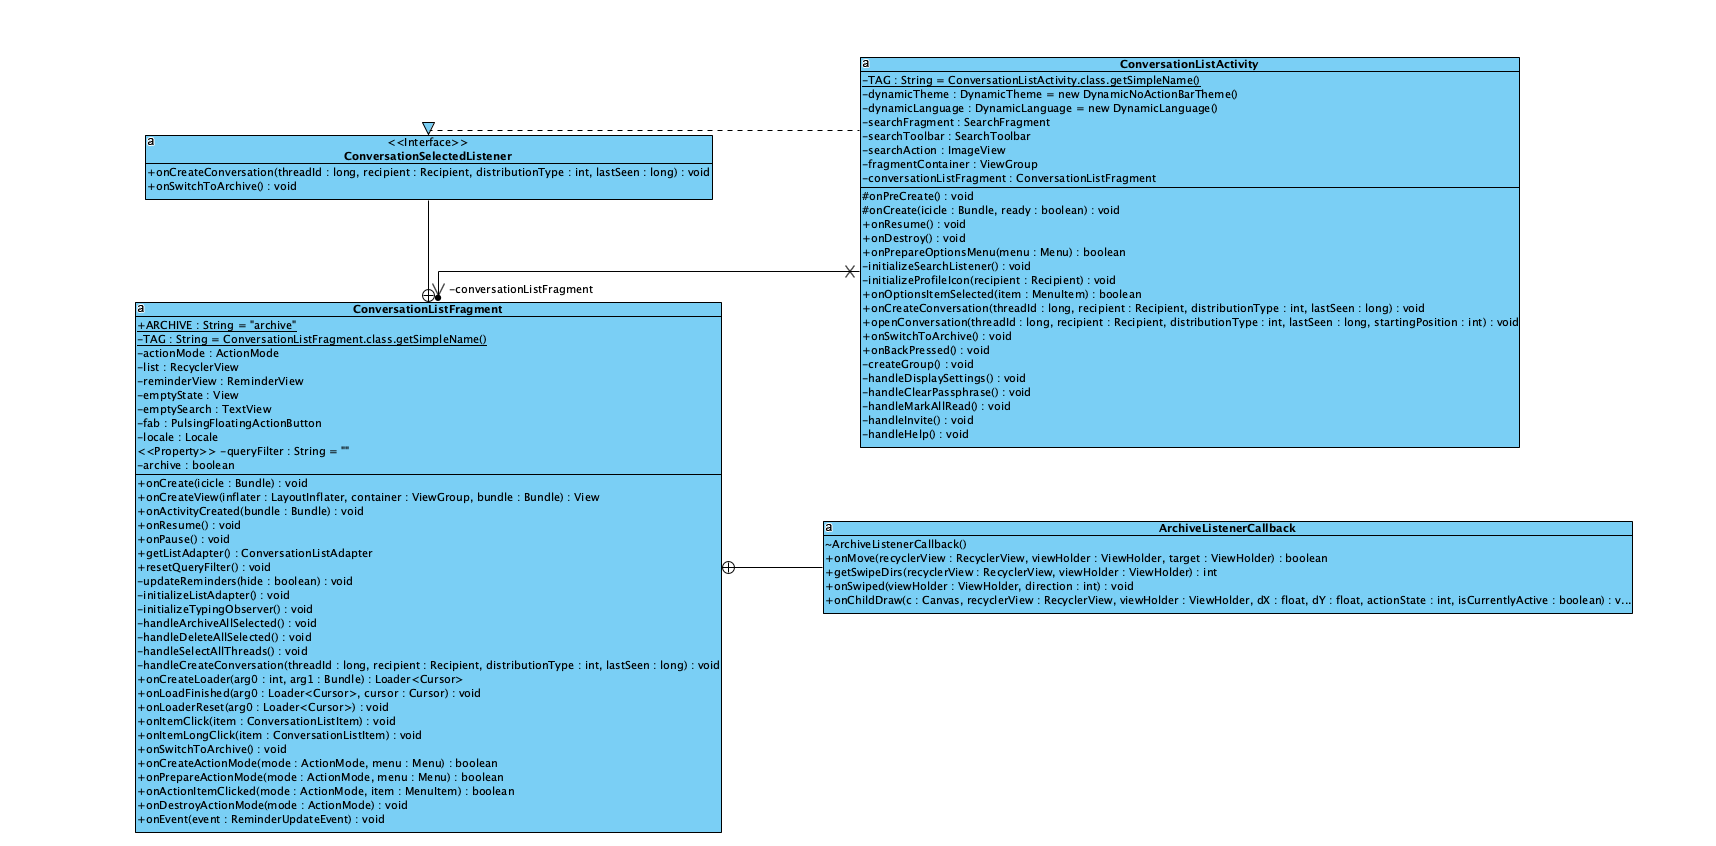 a
<<Interface>>
ConversationSelectedListener
+onCreateConversation(threadId : long, recipient : Recipient, distributionType : int, lastSeen : long) : void
+onSwitchToArchive() : void
a
ConversationListActivity
-TAG : String = ConversationListActivity.class.getSimpleName()
-dynamicTheme : DynamicTheme = new DynamicNoActionBarTheme()
-dynamicLanguage : DynamicLanguage = new DynamicLanguage()
-searchFragment : SearchFragment
-searchToolbar : SearchToolbar
-searchAction : ImageView
-fragmentContainer : ViewGroup
-conversationListFragment : ConversationListFragment
#onPreCreate() : void
#onCreate(icicle : Bundle, ready : boolean) : void
+onResume() : void
+onDestroy() : void
+onPrepareOptionsMenu(menu : Menu) : boolean
-initializeSearchListener() : void
-initializeProfileIcon(recipient : Recipient) : void
+onOptionsItemSelected(item : MenuItem) : boolean
+onCreateConversation(threadId : long, recipient : Recipient, distributionType : int, lastSeen : long) : void
+openConversation(threadId : long, recipient : Recipient, distributionType : int, lastSeen : long, startingPosition : int) : void
+onSwitchToArchive() : void
+onBackPressed() : void
-createGroup() : void
-handleDisplaySettings() : void
-handleClearPassphrase() : void
-handleMarkAllRead() : void
-handleInvite() : void
-handleHelp() : void
-conversationListFragment
a
ConversationListFragment
+ARCHIVE : String = "archive"
-TAG : String = ConversationListFragment.class.getSimpleName()
-actionMode : ActionMode
-list : RecyclerView
-reminderView : ReminderView
-emptyState : View
-emptySearch : TextView
-fab : PulsingFloatingActionButton
-locale : Locale
<<Property>> -queryFilter : String = ""
-archive : boolean
+onCreate(icicle : Bundle) : void
+onCreateView(inflater : LayoutInflater, container : ViewGroup, bundle : Bundle) : View
+onActivityCreated(bundle : Bundle) : void
+onResume() : void
+onPause() : void
+getListAdapter() : ConversationListAdapter
+resetQueryFilter() : void
-updateReminders(hide : boolean) : void
-initializeListAdapter() : void
-initializeTypingObserver() : void
-handleArchiveAllSelected() : void
-handleDeleteAllSelected() : void
-handleSelectAllThreads() : void
-handleCreateConversation(threadId : long, recipient : Recipient, distributionType : int, lastSeen : long) : void
+onCreateLoader(arg0 : int, arg1 : Bundle) : Loader<Cursor>
+onLoadFinished(arg0 : Loader<Cursor>, cursor : Cursor) : void
+onLoaderReset(arg0 : Loader<Cursor>) : void
+onItemClick(item : ConversationListItem) : void
+onItemLongClick(item : ConversationListItem) : void
+onSwitchToArchive() : void
+onCreateActionMode(mode : ActionMode, menu : Menu) : boolean
+onPrepareActionMode(mode : ActionMode, menu : Menu) : boolean
+onActionItemClicked(mode : ActionMode, item : MenuItem) : boolean
+onDestroyActionMode(mode : ActionMode) : void
+onEvent(event : ReminderUpdateEvent) : void
a
ArchiveListenerCallback
~ArchiveListenerCallback()
+onMove(recyclerView : RecyclerView, viewHolder : ViewHolder, target : ViewHolder) : boolean
+getSwipeDirs(recyclerView : RecyclerView, viewHolder : ViewHolder) : int
+onSwiped(viewHolder : ViewHolder, direction : int) : void
+onChildDraw(c : Canvas, recyclerView : RecyclerView, viewHolder : ViewHolder, dX : float, dY : float, actionState : int, isCurrentlyActive : boolean) : v...